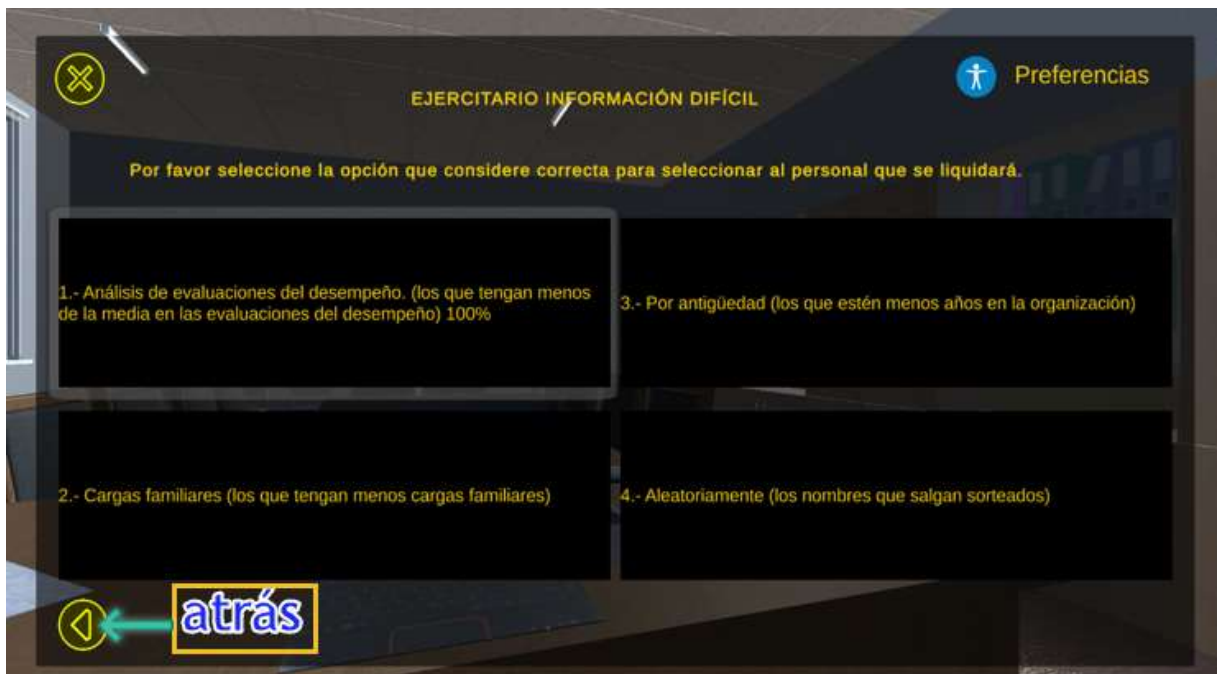 Preferencias
EJERCITARIO INFORMACIÓN DIFÍCIL
Por favor seleccione la opción que considere correcta para seleccionar al personal que se liquidará.
1.- Análisis de evaluaciones del desempeño. (los que tengan menos
de la media en las evaluaciones del desempeño) 100%
3.- Por antigüedad (los que estén menos años en la organización)
2.- Cargas familiares (los que tengan menos cargas familiares)
4.- Aleatoriamente (los nombres que salgan sorteados)
atrás